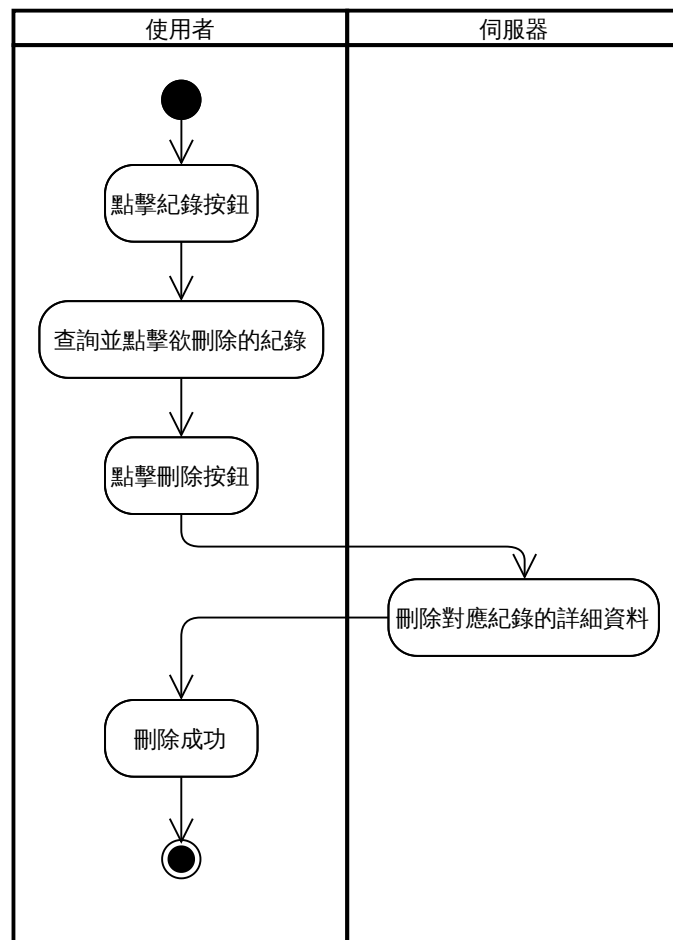 使用者
伺服器
點擊紀錄按鈕
查詢並點擊欲刪除的紀錄
點擊刪除按鈕
刪除對應紀錄的詳細資料
刪除成功